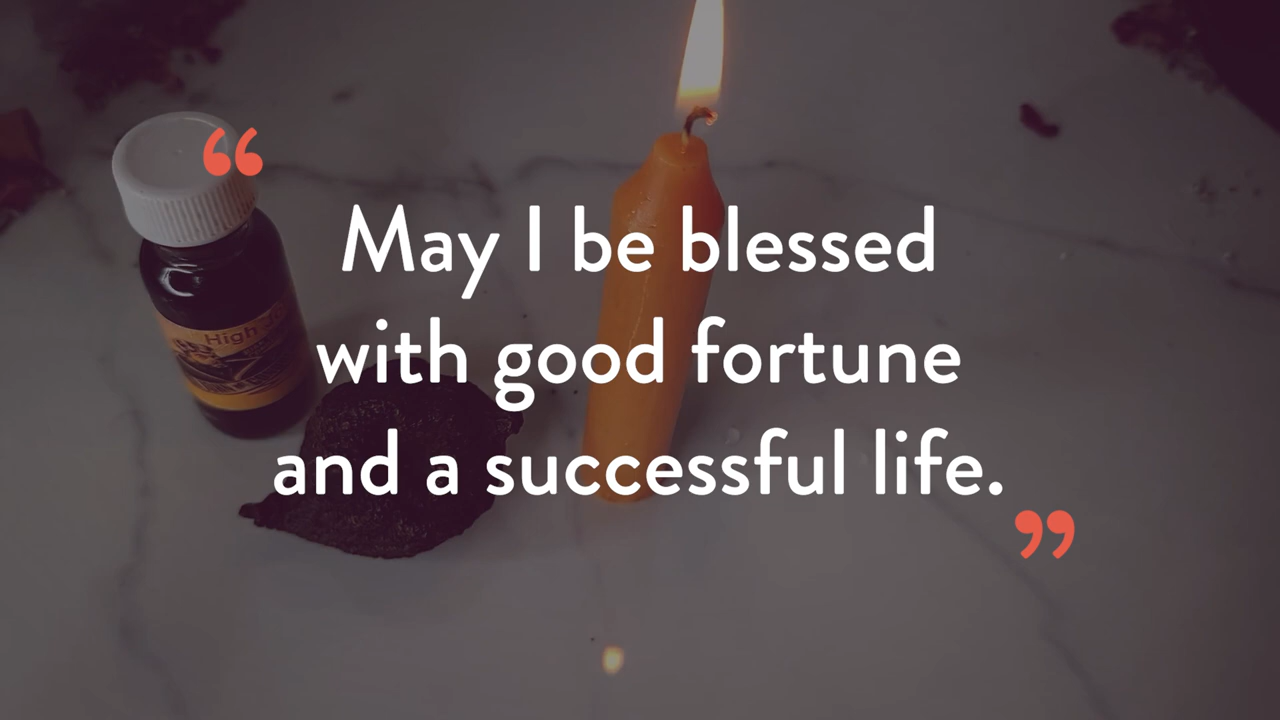 “
May I be blessed
with good fortune
and a successful life.
”
High